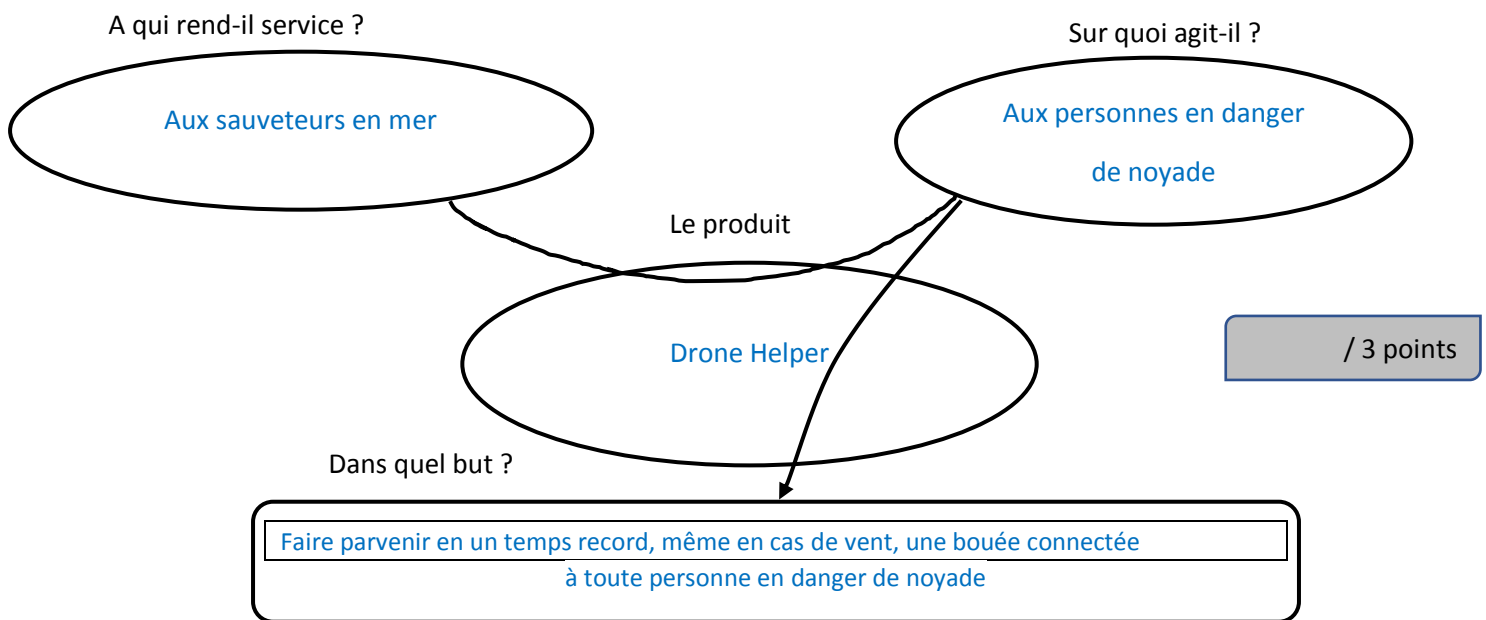 A qui rend-il service ?
Sur quoi agit-il ?
Aux sauveteurs en mer
Aux personnes en danger
de noyade
Le produit
Drone Helper
/ 3 points
Dans quel but ?
Faire parvenir en un temps record, même en cas de vent, une bouée connectée
à toute personne en danger de noyade